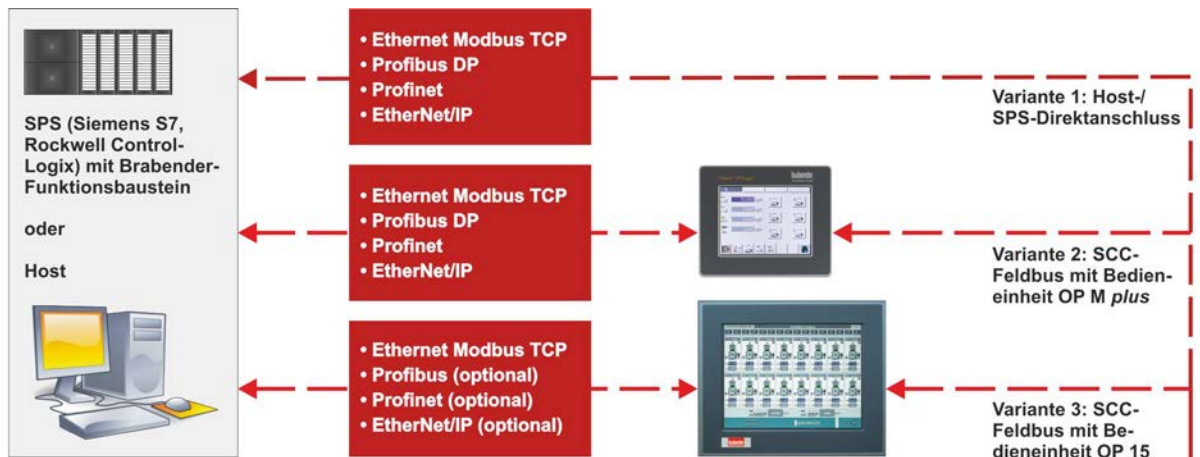 SPS (Siemens S7,
Rockwell Control-
Logix) mit Brabender-
Funktionsbaustein
oder
Host
• Ethernet Modbus TCP
• Profibus DP
• Profinet
• EtherNet/IP
Variante 1: Host-/
SPS-Direktanschluss
• Ethernet Modbus TCP
• Profibus DP
• Profinet
• EtherNet/IP
Variante 2: SCC-
Feldbus mit Bedien-
einheit OP M plus
• Ethernet Modbus TCP
• Profibus (optional)
• Profinet (optional)
• EtherNet/IP (optional)
Variante 3: SCC-
Feldbus mit Be-
dieneinheit OP 15